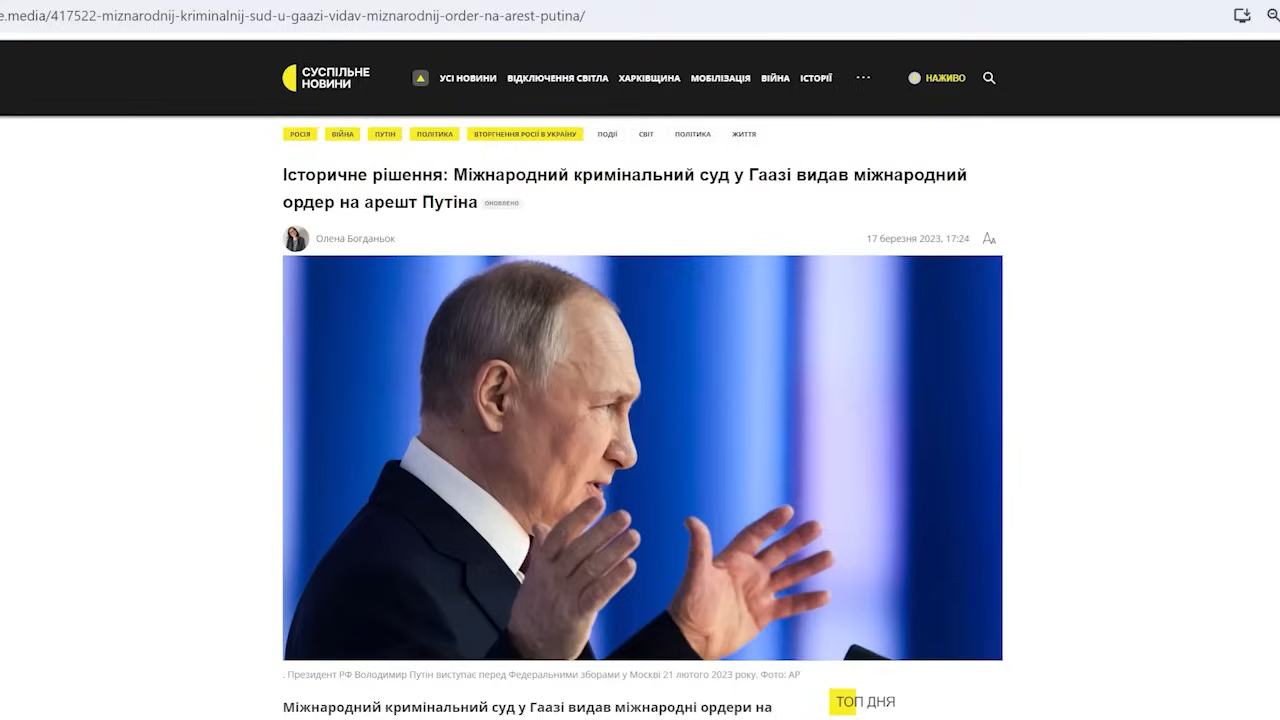 e.media/417522-miznarodnij-kriminalnij-sud-u-gaazi-vidav-miznarodnij-order-na-arest-putina/
СУСПІЛЬНЕ
НОВИНИ
УСІ НОВИНИ ВІДКЛЮЧЕННЯ СВІТЛА ХАРКІВЩИНА МОБІЛІЗАЦІЯ ВІЙНА ІСТОРІЇ ... НАЖИВО
РОСІЯ ВІЙНА ПУТІН ПОЛІТИКА ВТОРГНЕННЯ РОСІЇ В УКРАЇНУ ПОДІЇ СВІТ ПОЛІТИКА ЖИТТЯ
Історичне рішення: Міжнародний кримінальний суд у Гаазі видав міжнародний
ордер на арешт Путіна ОНОВЛЕНО
Олена Богданьок 17 березня 2023, 17:24 АА
. Президент РФ Володимир Путін виступає перед Федеральними зборами у Москві 21 лютого 2023 року. Фото: AP
Міжнародний кримінальний суд у Гаазі видав міжнародні ордери на
ТОП ДНЯ